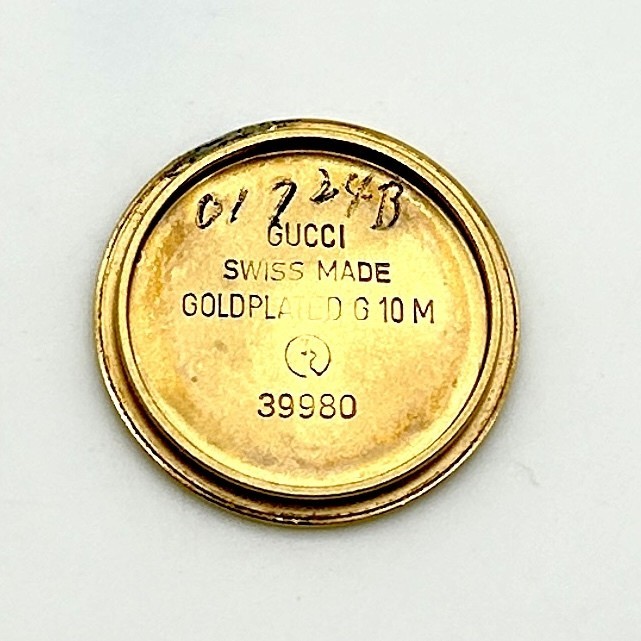 01724B
GUCCI
SWISS MADE
GOLDPLATED G 10 M
39980